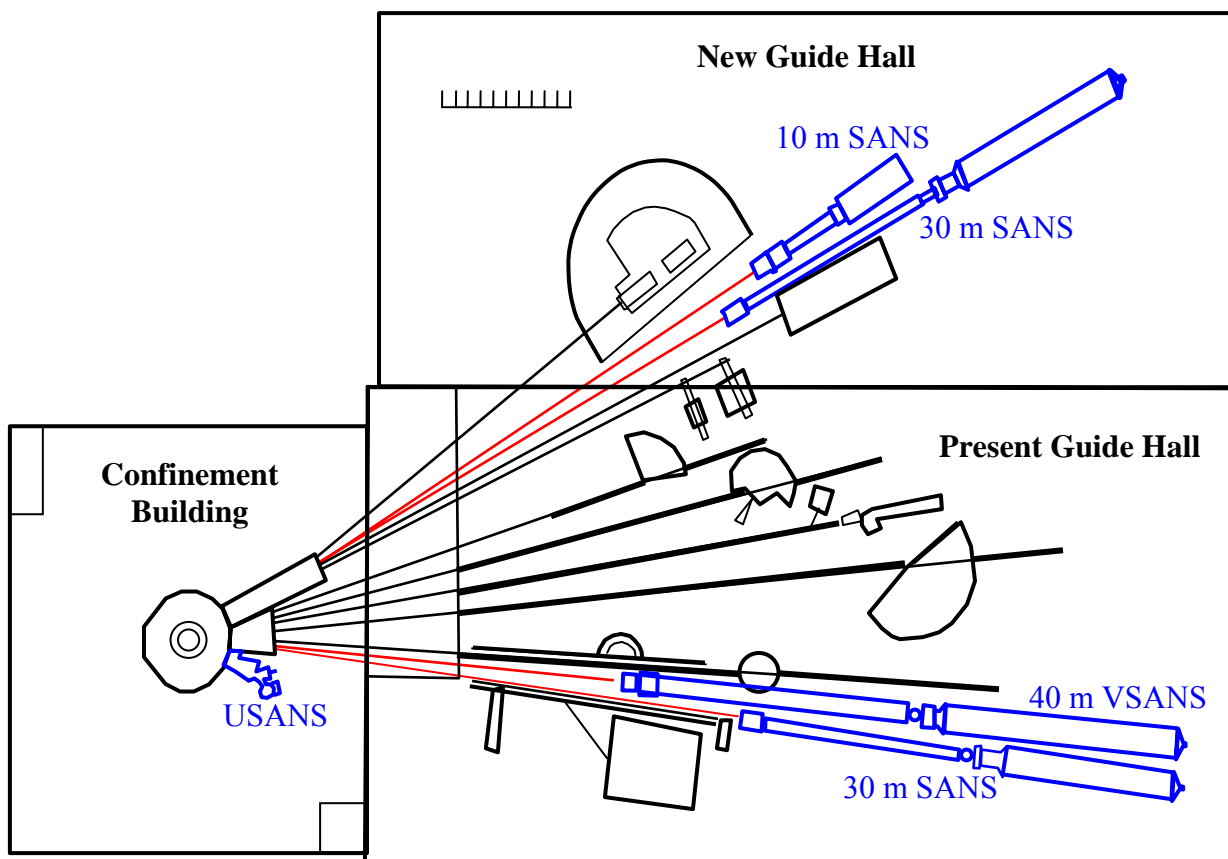 New Guide Hall
10 m SANS
30 m SANS
Present Guide Hall
Confinement
Building
USANS
40 m VSANS
30 m SANS